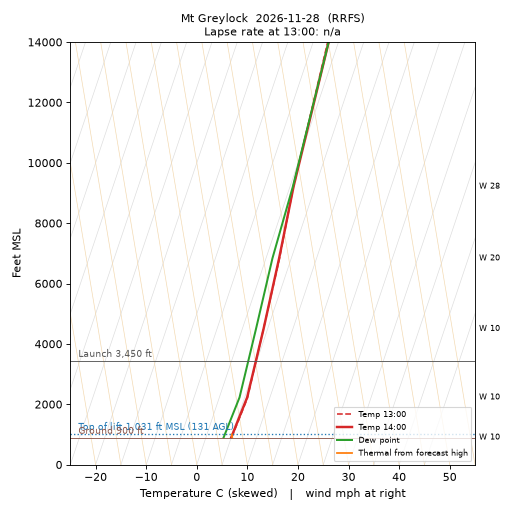 Mt Greylock  2026-11-28  (RRFS)
Lapse rate at 13:00: n/a
14000
12000
10000
8000
6000
4000
2000
0
Feet MSL
W 28
W 20
W 10
W 10
W 10
Launch 3,450 ft
Top of lift 1,031 ft MSL (131 AGL)
Ground 900 ft
Temp 13:00
Temp 14:00
Dew point
Thermal from forecast high
−20 −10 0 10 20 30 40 50
Temperature C (skewed)   |   wind mph at right